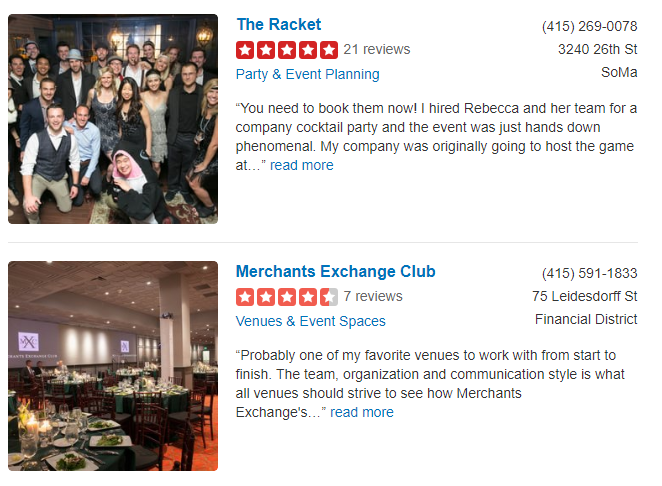 The Racket
(415) 269-0078
21 reviews
3240 26th St
Party & Event Planning
SoMa
“You need to book them now! I hired Rebecca and her team for a
company cocktail party and the event was just hands down
phenomenal. My company was originally going to host the game
at…” read more
Merchants Exchange Club
(415) 591-1833
7 reviews
75 Leidesdorff St
Venues & Event Spaces
Financial District
“Probably one of my favorite venues to work with from start to
finish. The team, organization and communication style is what
all venues should strive to see how Merchants
Exchange's…” read more
MERCHANTS EXCHANGE CLUB